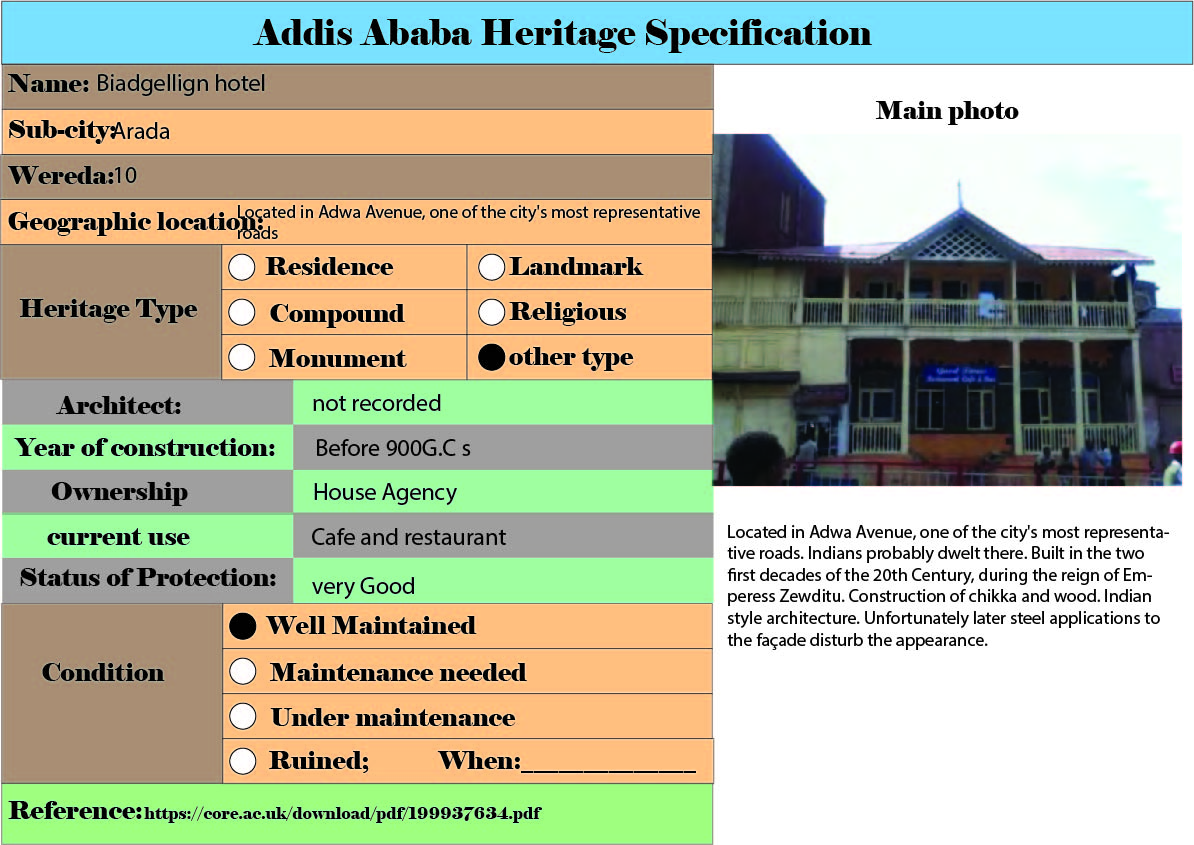 Addis Ababa Heritage Specification
Name: Biadgellign hotel
Sub-city: Arada
Wereda: 10
Geographic location: Located in Adwa Avenue, one of the city's most representative
roads
Heritage Type
Residence
Landmark
Compound
Religious
Monument
other type
Architect: not recorded
Year of construction: Before 900G.C s
Ownership House Agency
current use Cafe and restaurant
Status of Protection: very Good
Condition
Well Maintained
Maintenance needed
Under maintenance
Ruined; When:_______________
Reference: https://core.ac.uk/download/pdf/199937634.pdf
Main photo
Located in Adwa Avenue, one of the city's most representa-
tive roads. Indians probably dwelt there. Built in the two
first decades of the 20th Century, during the reign of Em-
peress Zewditu. Construction of chikka and wood. Indian
style architecture. Unfortunately later steel applications to
the façade disturb the appearance.